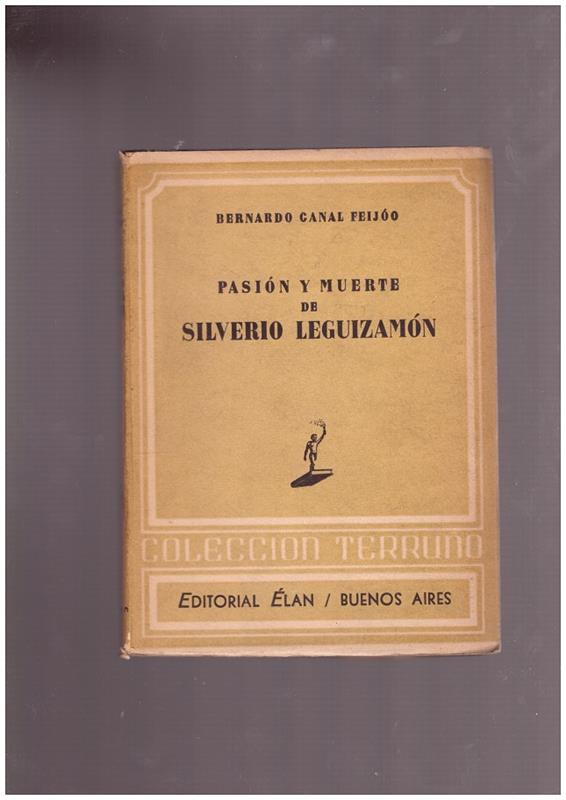 BERNARDO CANAL FEIJÓO
PASIÓN Y MUERTE
DE
SILVERIO LEGUIZAMÓN
COLECCION TERRUÑO
EDITORIAL ÉLAN / BUENOS AIRES